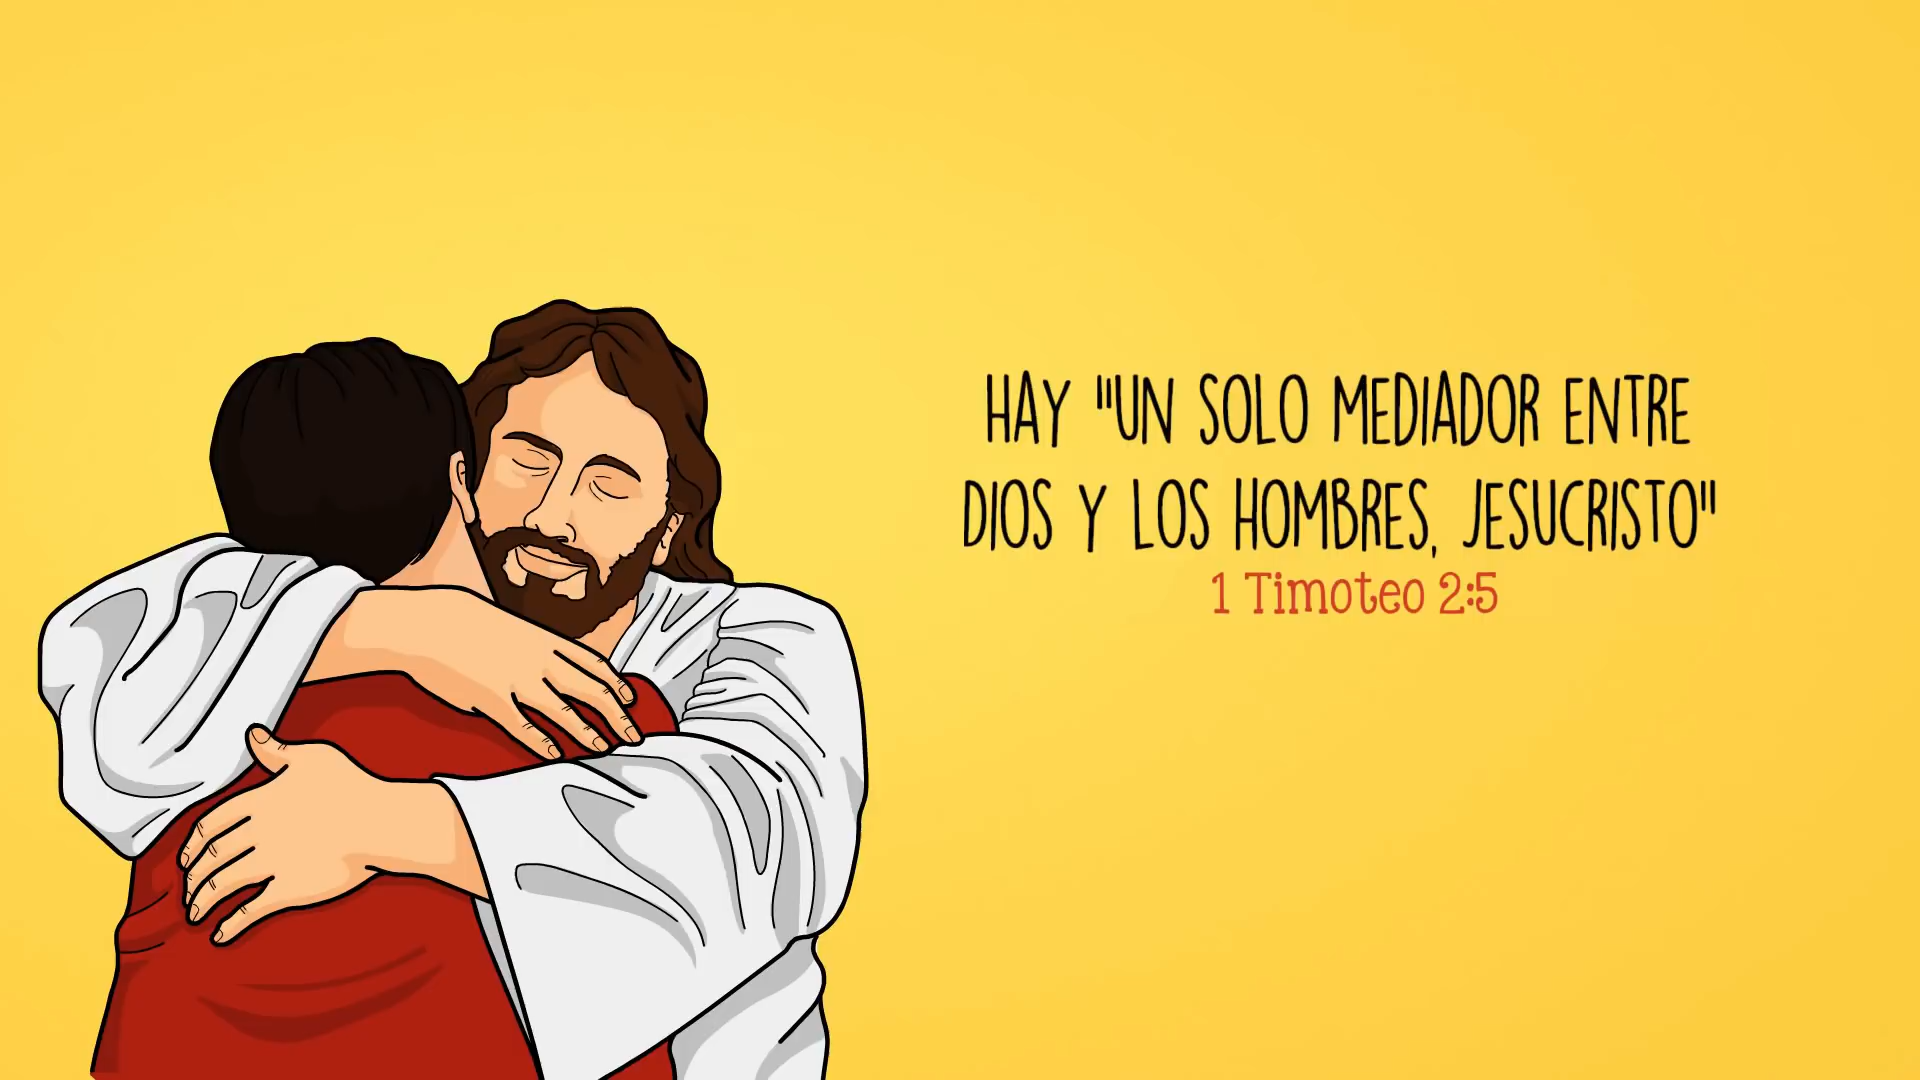 HAY "UN SOLO MEDIADOR ENTRE
DIOS Y LOS HOMBRES, JESUCRISTO"
1 Timoteo 2:5